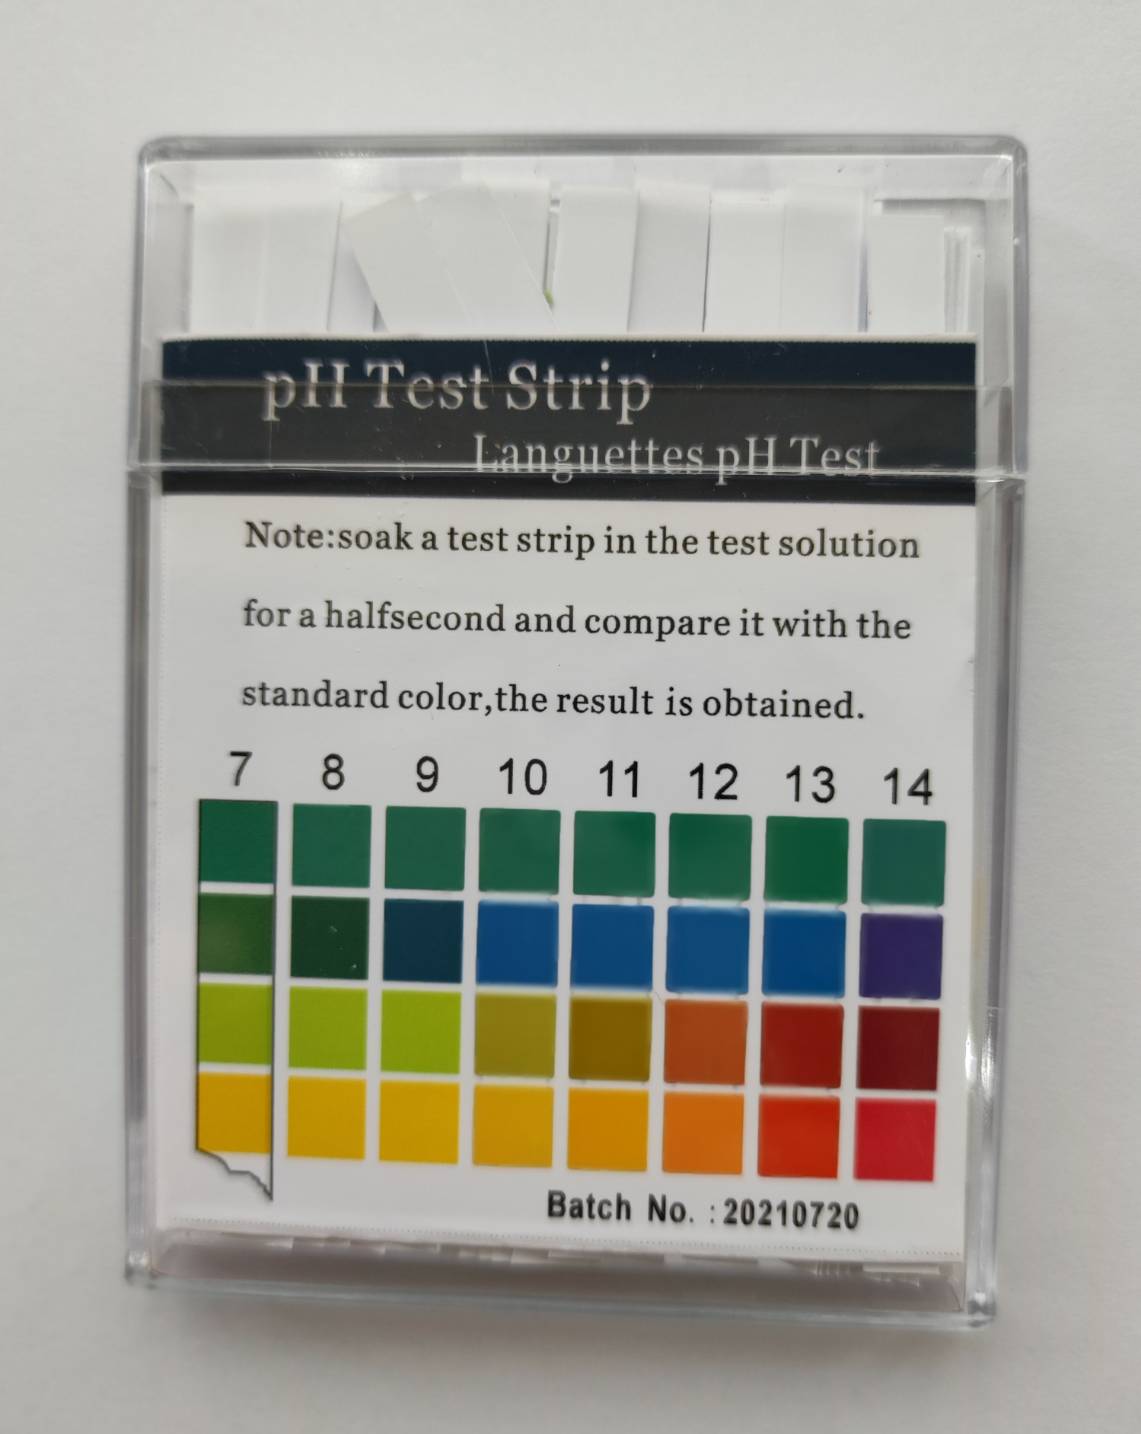 pH Test Strip
Languettes pH Test
Note:soak a test strip in the test solution
for a halfsecond and compare it with the
standard color,the result is obtained.
7 8 9 10 11 12 13 14
Batch No. :20210720